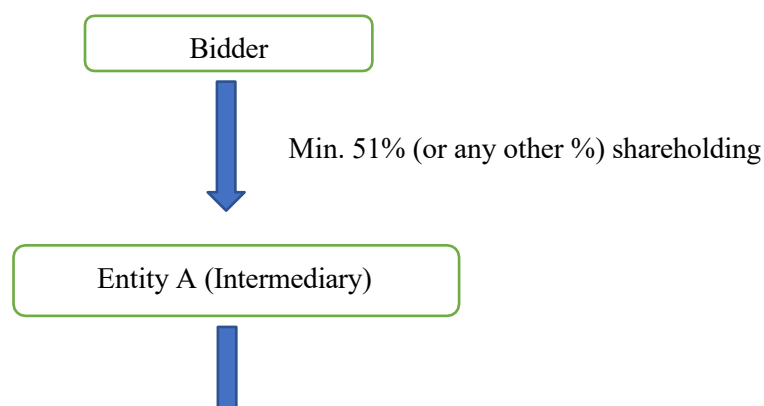 Bidder
Min. 51% (or any other %) shareholding
Entity A (Intermediary)